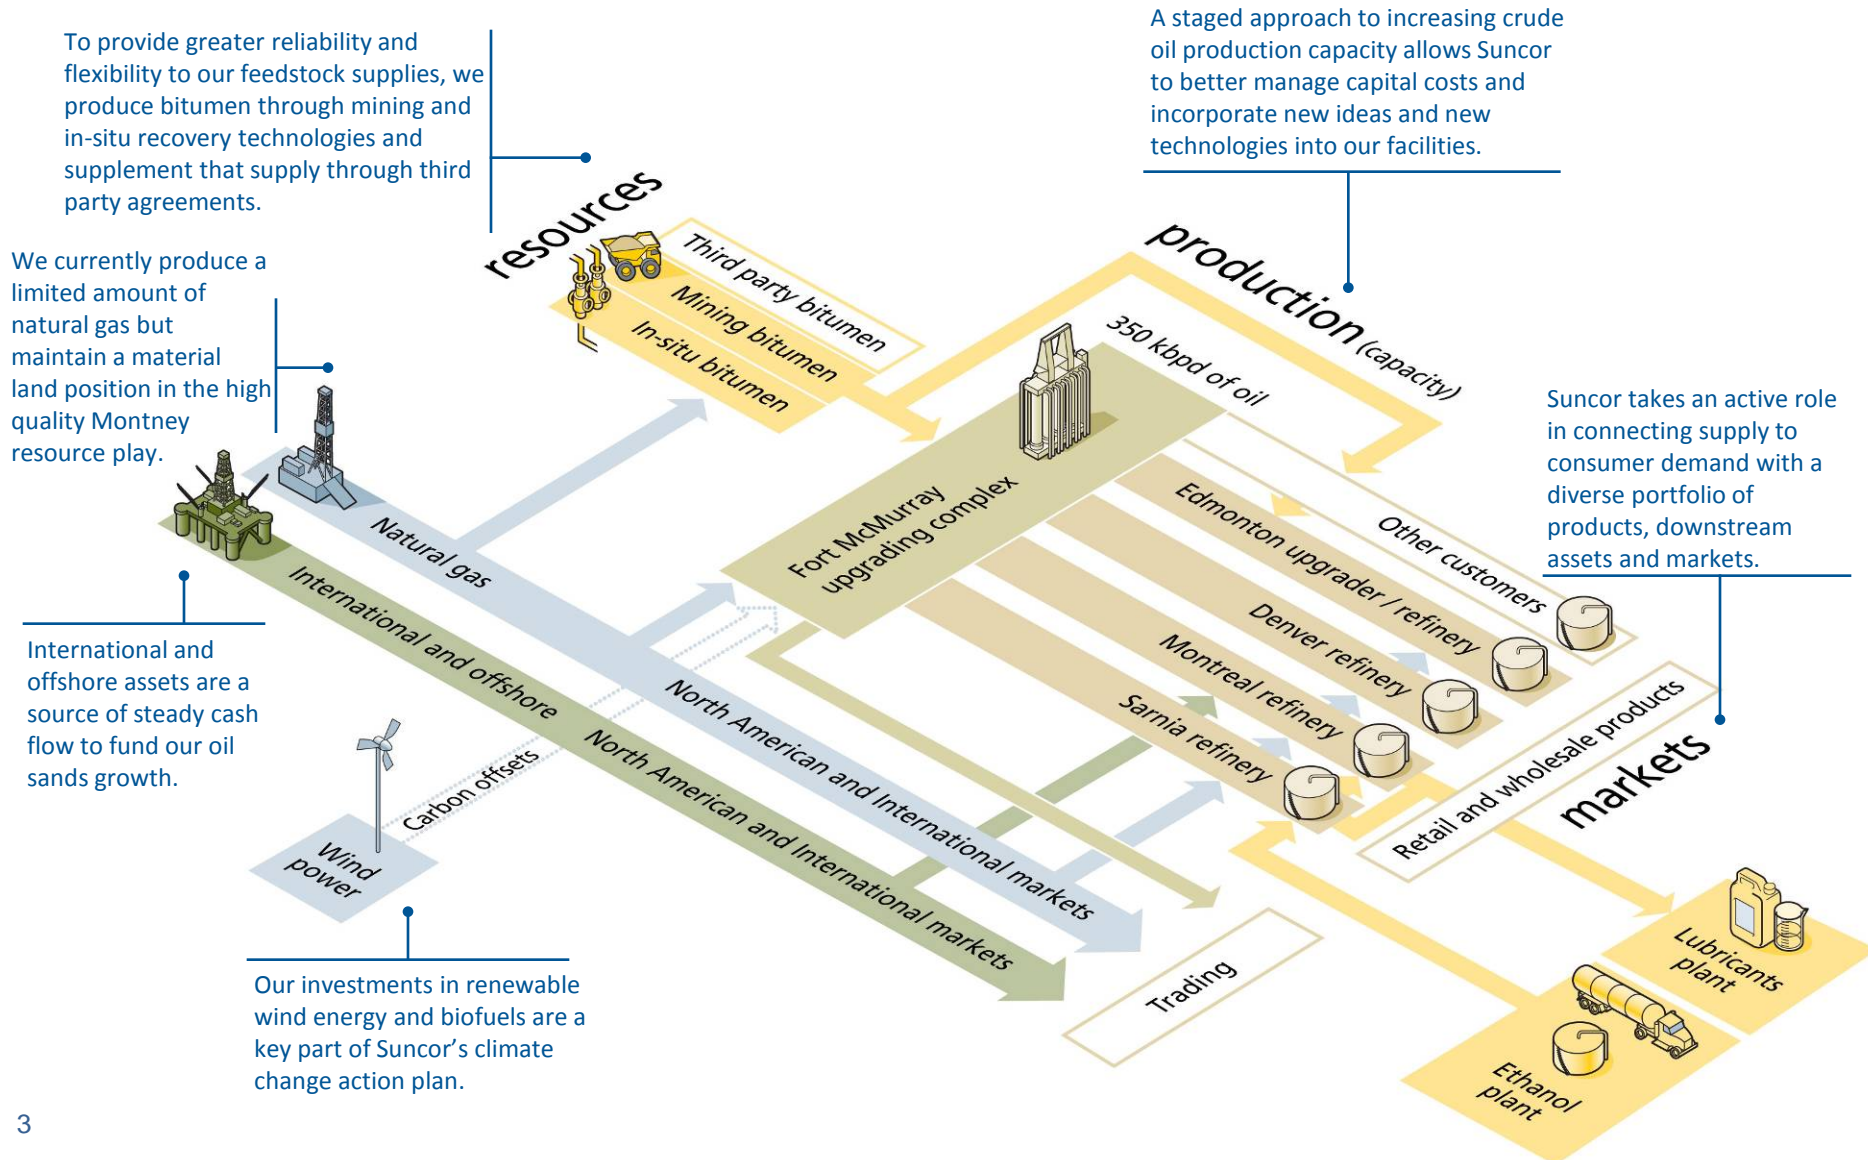 To provide greater reliability and
flexibility to our feedstock supplies, we
produce bitumen through mining and
in-situ recovery technologies and
supplement that supply through third
party agreements.
A staged approach to increasing crude
oil production capacity allows Suncor
to better manage capital costs and
incorporate new ideas and new
technologies into our facilities.
We currently produce a
limited amount of
natural gas but
maintain a material
land position in the high
quality Montney
resource play.
resources
Third party bitumen
Mining bitumen
In-situ bitumen
production (capacity)
350 kbpd of oil
Suncor takes an active role
in connecting supply to
consumer demand with a
diverse portfolio of
products, downstream
assets and markets.
Fort McMurray
upgrading complex
Other customers
Edmonton upgrader / refinery
Denver refinery
Montreal refinery
Sarnia refinery
Natural gas
North American and International markets
International and offshore
North American and International markets
International and
offshore assets are a
source of steady cash
flow to fund our oil
sands growth.
Carbon offsets
Wind
power
Retail and wholesale products
markets
Trading
Lubricants
plant
Ethanol
plant
Our investments in renewable
wind energy and biofuels are a
key part of Suncor’s climate
change action plan.
3